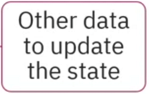 Other data
to update
the state